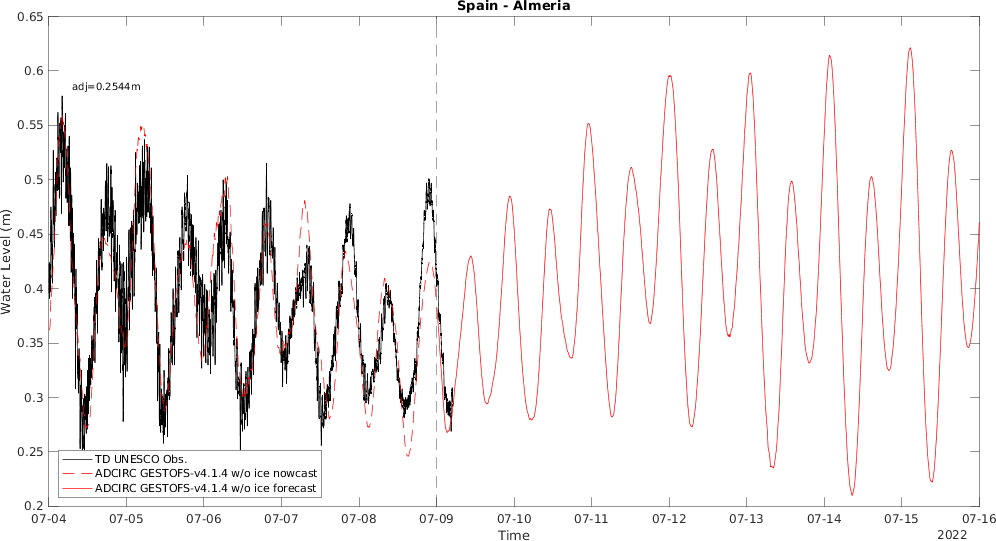 Spain - Almeria
0.65
0.6
0.55
0.5
0.45
0.4
0.35
0.3
0.25
0.2
Water Level (m)
adj=0.2544m
TD UNESCO Obs.
ADCIRC GESTOFS-v4.1.4 w/o ice nowcast
ADCIRC GESTOFS-v4.1.4 w/o ice forecast
07-04 07-05 07-06 07-07 07-08 07-09 07-10 07-11 07-12 07-13 07-14 07-15 07-16
Time
2022